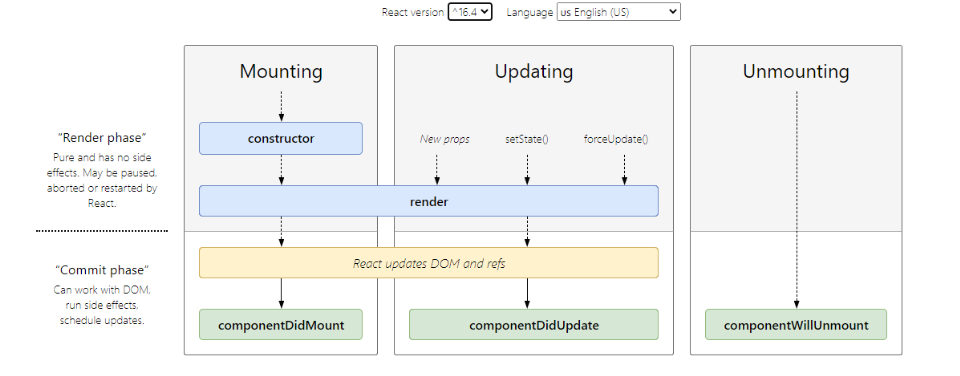 React version ^16.4 Language us English (US)
Mounting
Updating
Unmounting
"Render phase"
Pure and has no side
effects. May be paused,
aborted or restarted by
React.
constructor
New props
setState()
forceUpdate()
render
"Commit phase"
Can work with DOM,
run side effects,
schedule updates.
React updates DOM and refs
componentDidMount
componentDidUpdate
componentWillUnmount